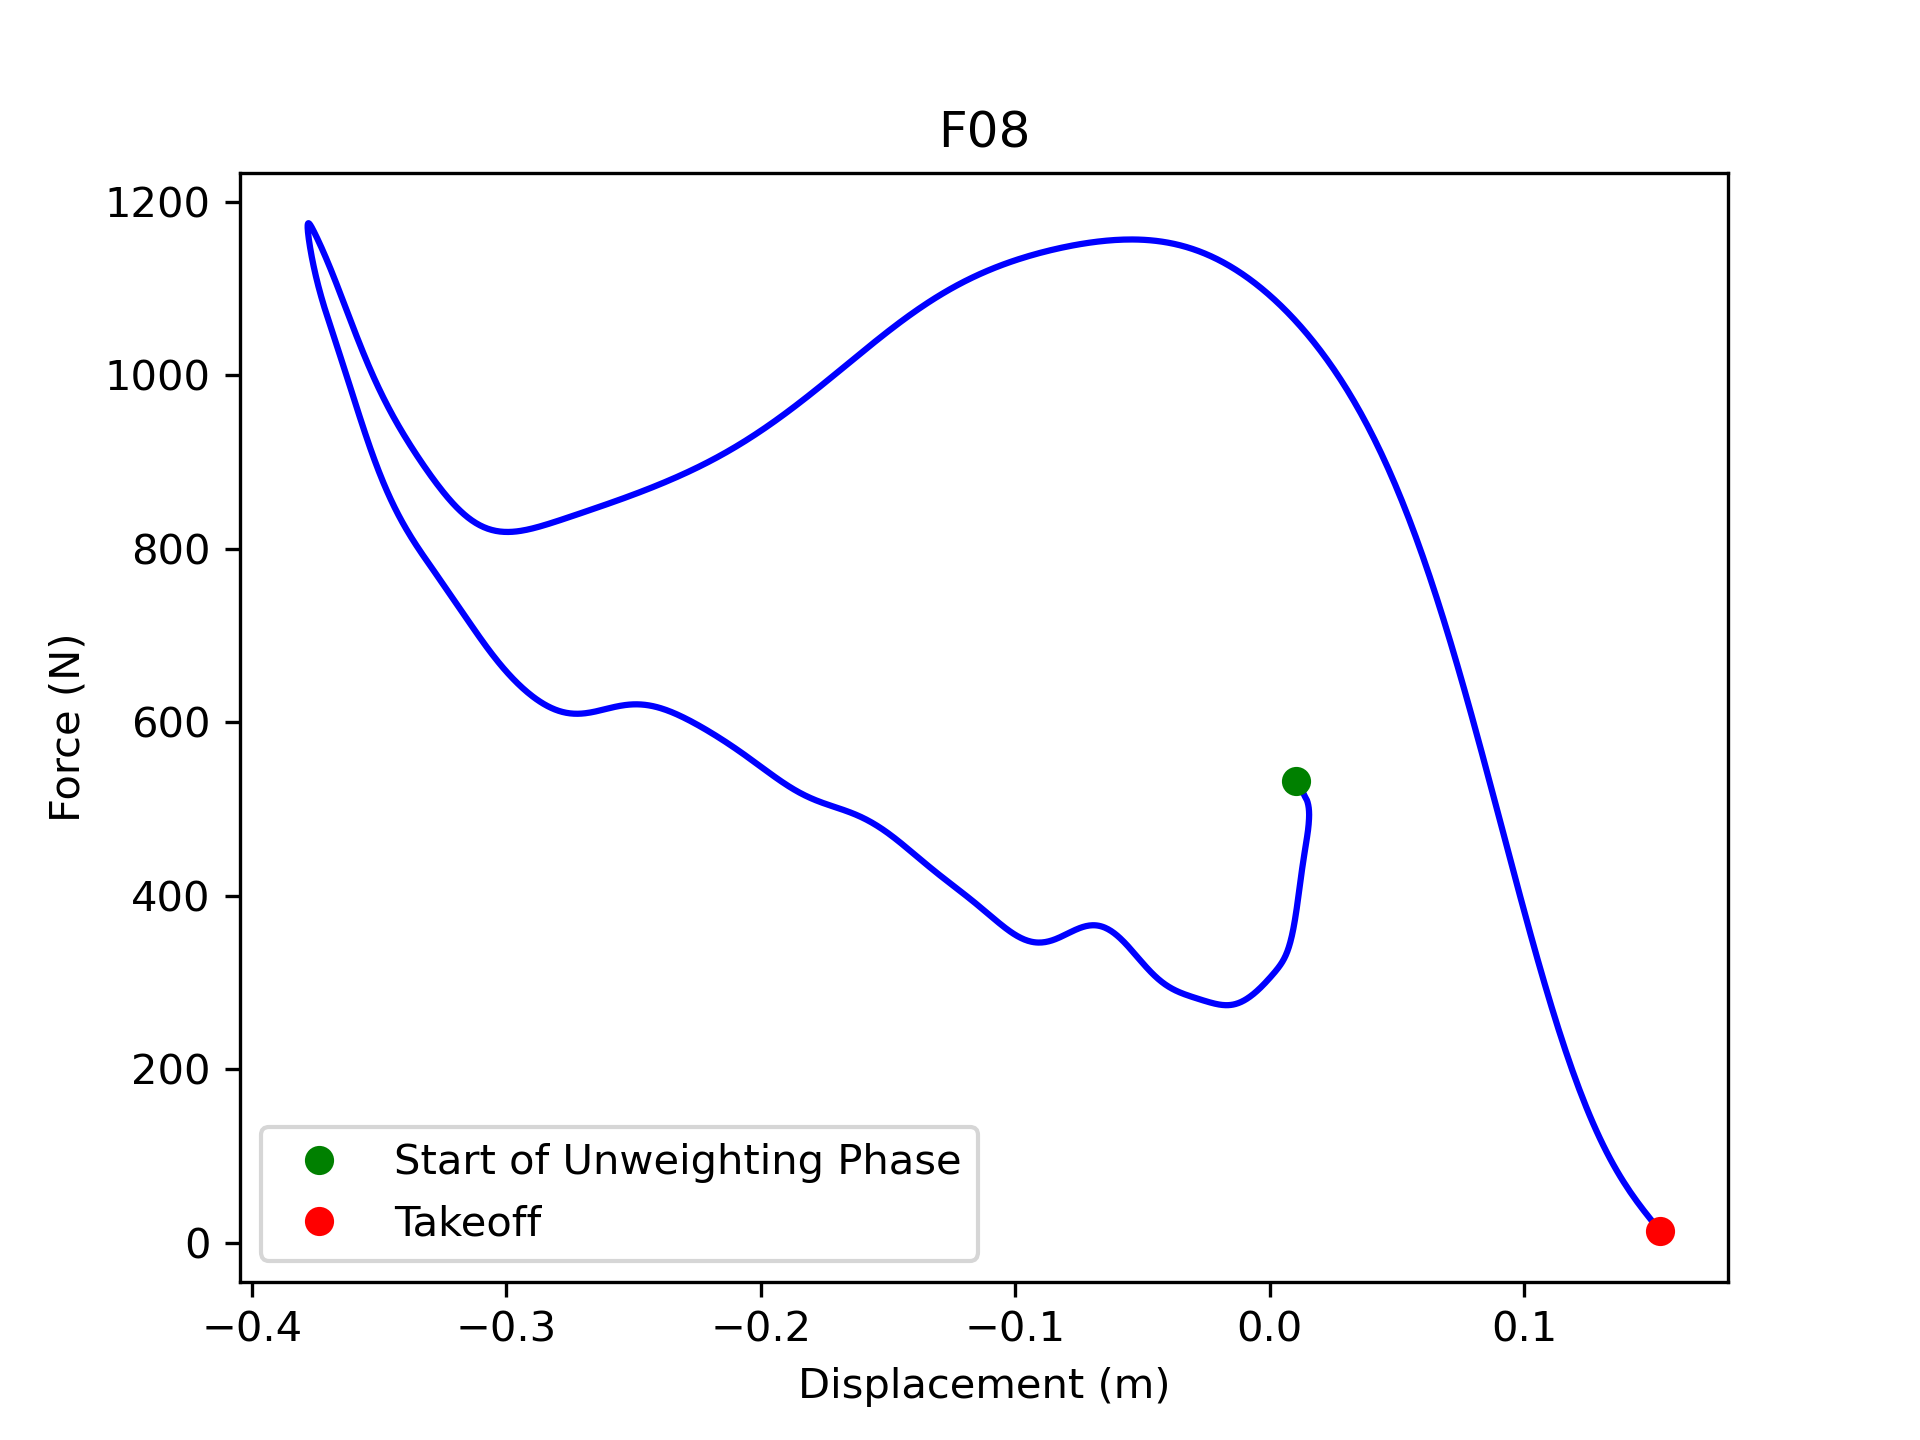 F08
1200
1000
800
600
400
200
0
Force (N)
Start of Unweighting Phase
Takeoff
−0.4 −0.3 −0.2 −0.1 0.0 0.1
Displacement (m)